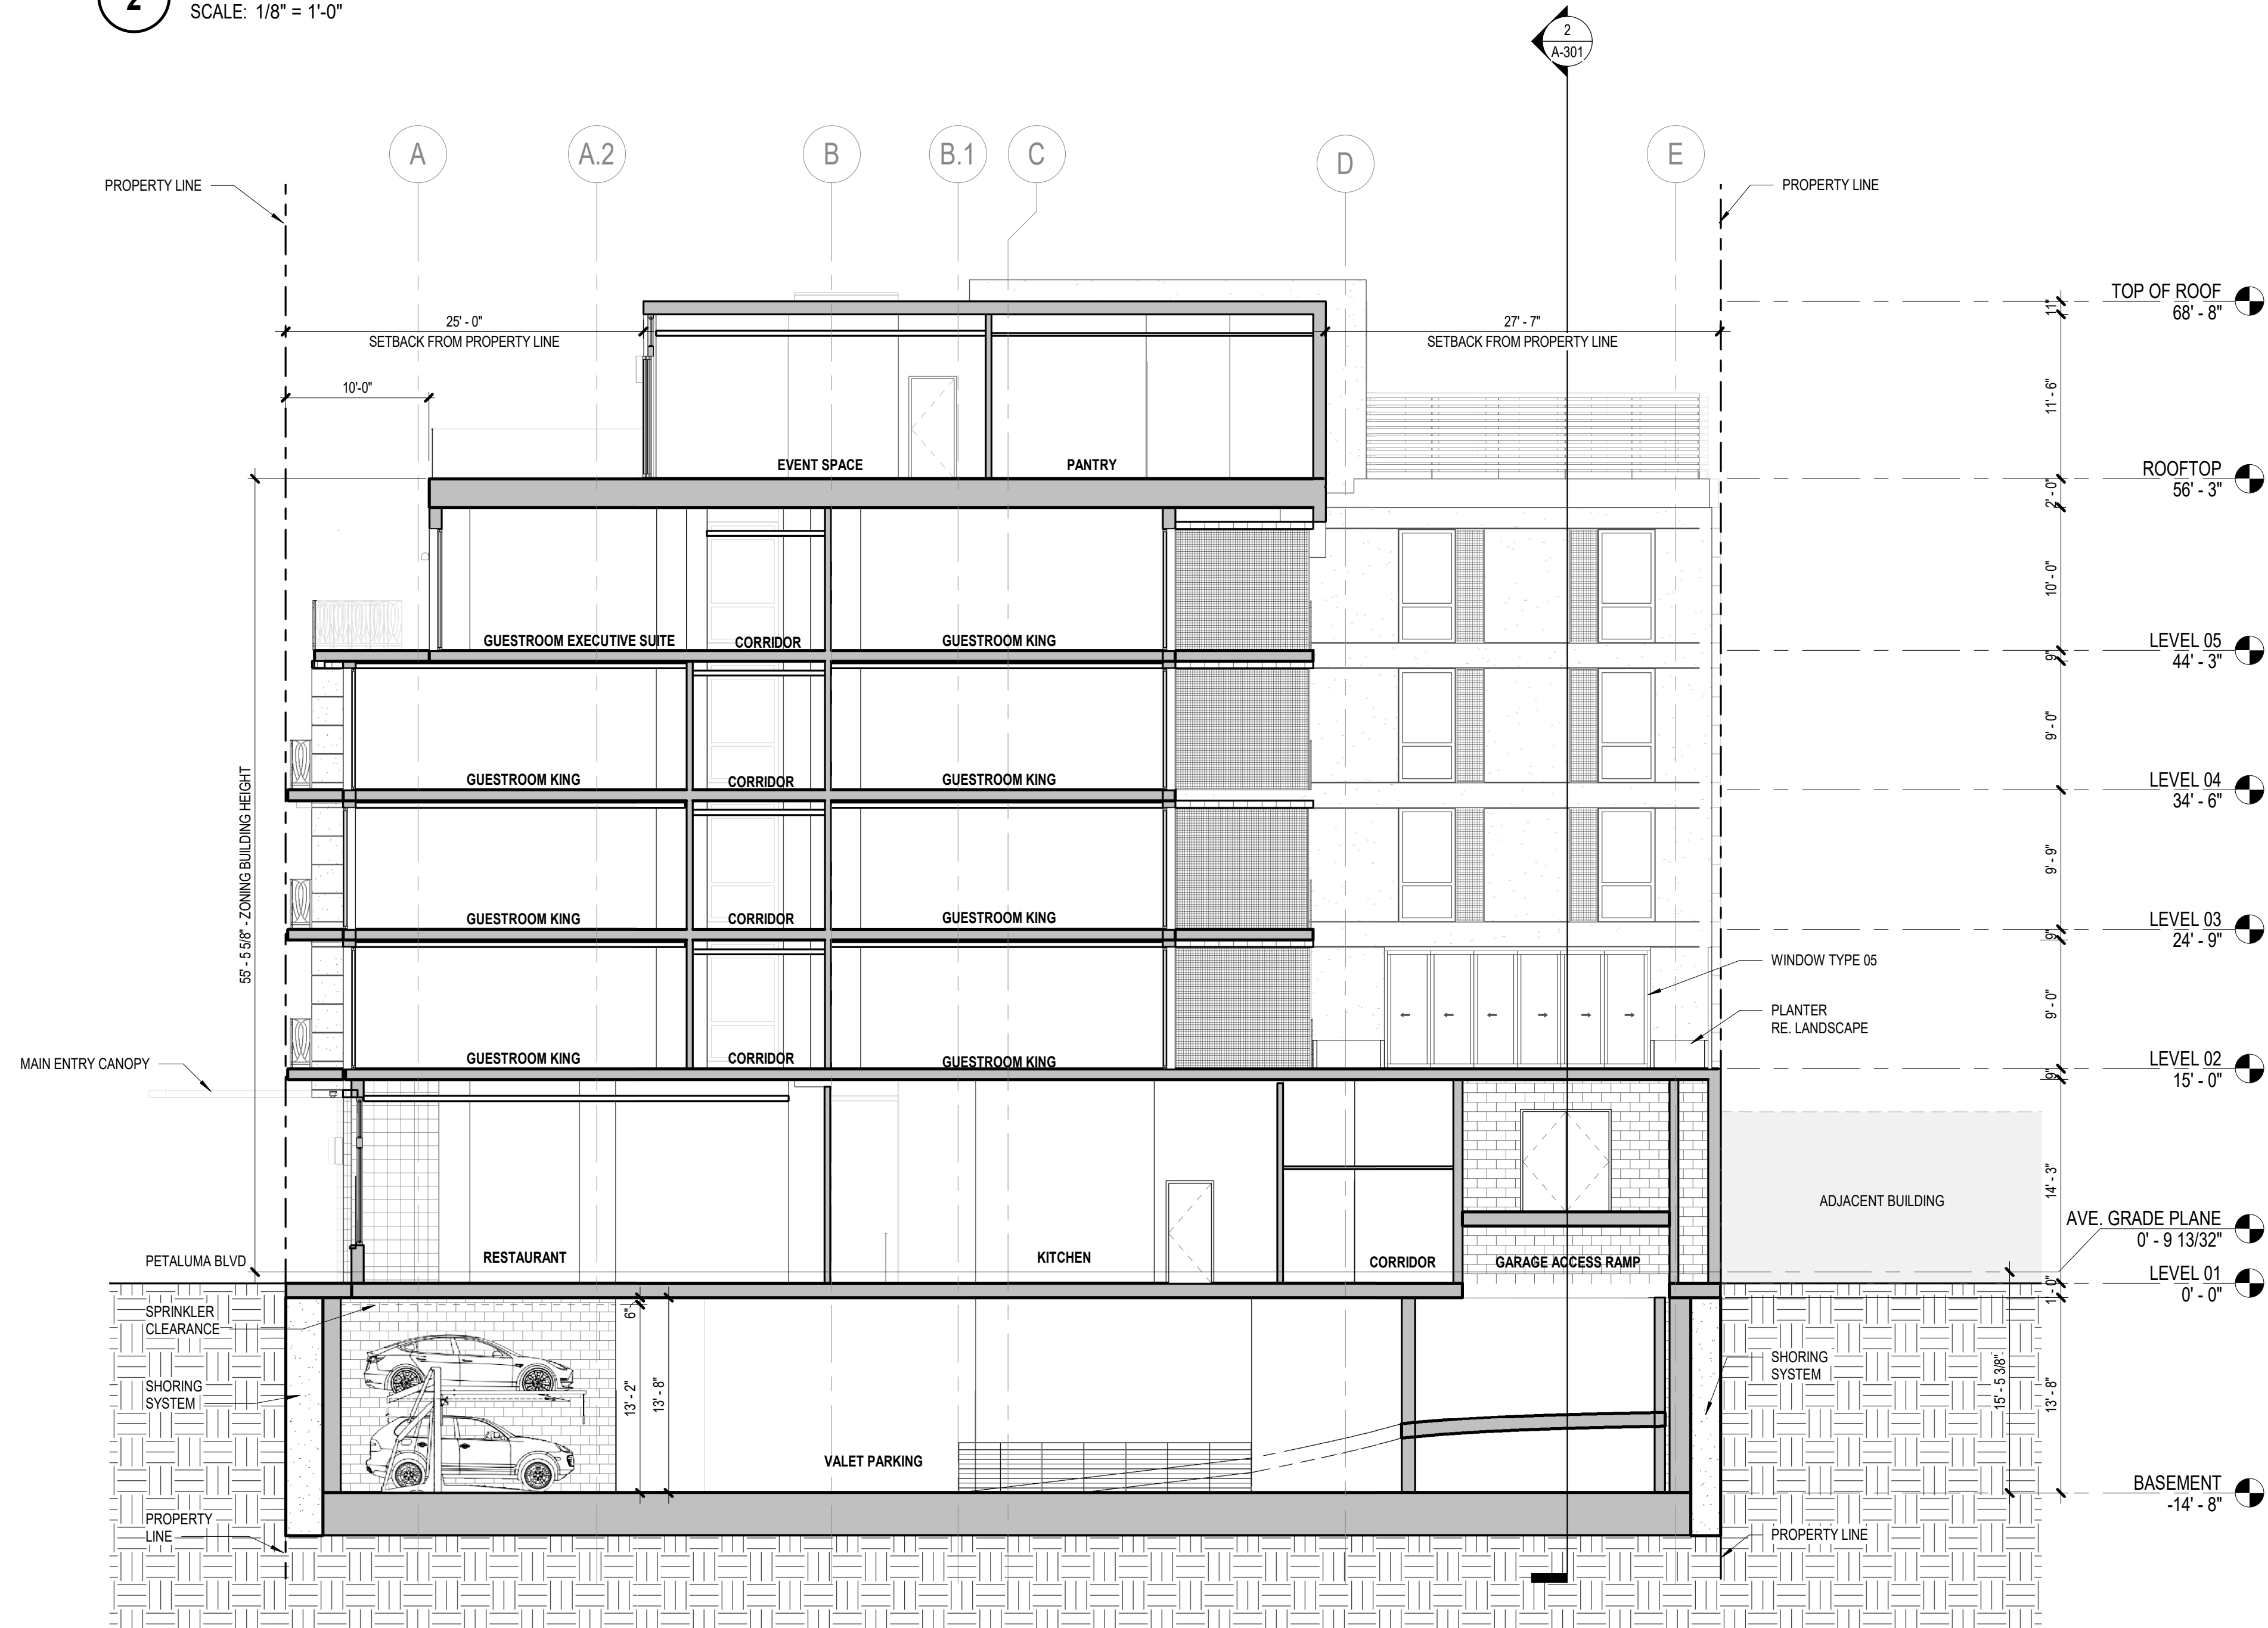 2
SCALE: 1/8" = 1'-0"
2
A-301
A
A.2
B
B.1
C
D
E
PROPERTY LINE
PROPERTY LINE
TOP OF ROOF
68' - 8"
11"
25' - 0"
SETBACK FROM PROPERTY LINE
27' - 7"
SETBACK FROM PROPERTY LINE
10'-0"
11' - 6"
EVENT SPACE
PANTRY
ROOFTOP
56' - 3"
2' - 0"
10' - 0"
GUESTROOM EXECUTIVE SUITE
CORRIDOR
GUESTROOM KING
LEVEL 05
44' - 3"
9"
9' - 0"
GUESTROOM KING
CORRIDOR
GUESTROOM KING
LEVEL 04
34' - 6"
55' - 5 5/8" - ZONING BUILDING HEIGHT
9' - 9"
GUESTROOM KING
CORRIDOR
GUESTROOM KING
LEVEL 03
24' - 9"
9"
WINDOW TYPE 05
9' - 0"
PLANTER
RE. LANDSCAPE
GUESTROOM KING
CORRIDOR
GUESTROOM KING
MAIN ENTRY CANOPY
LEVEL 02
15' - 0"
9"
14' - 3"
ADJACENT BUILDING
AVE. GRADE PLANE
0' - 9 13/32"
PETALUMA BLVD
RESTAURANT
KITCHEN
CORRIDOR
GARAGE ACCESS RAMP
LEVEL 01
0' - 0"
1' - 0"
SPRINKLER
CLEARANCE
6"
13' - 2"
13' - 8"
SHORING
SYSTEM
SHORING
SYSTEM
15' - 5 3/8"
13' - 8"
VALET PARKING
BASEMENT
-14' - 8"
PROPERTY
LINE
PROPERTY LINE